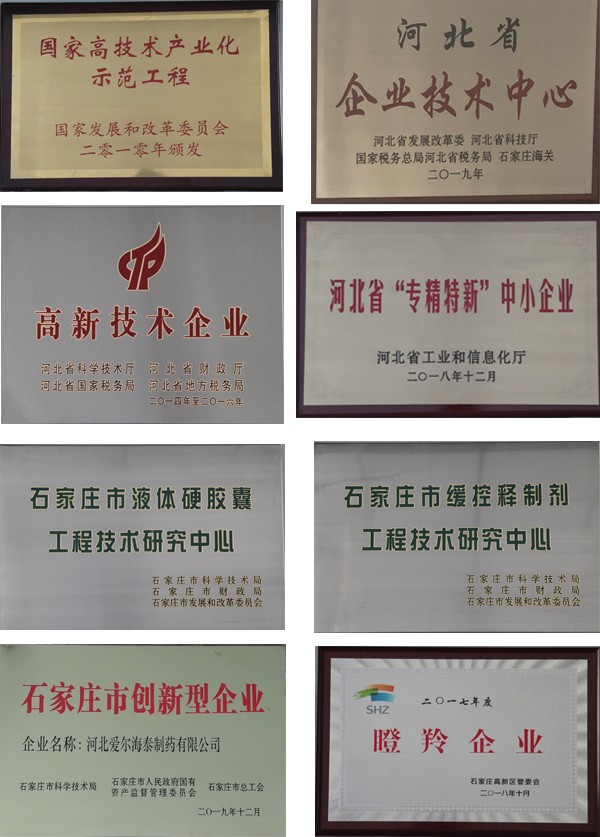 国家高技术产业化
示范工程
国家发展和改革委员会
二零一零年颁发
河北省
企业技术中心
河北省发展改革委 河北省科技厅
国家税务总局河北省税务局 石家庄海关
二〇一九年
高新技术企业
河北省科学技术厅 河北省财政厅
河北省国家税务局 河北省地方税务局
二〇一四年至二〇一六年
河北省“专精特新”中小企业
河北省工业和信息化厅
二〇一八年十二月
石家庄市液体硬胶囊
工程技术研究中心
石家庄市科学技术局
石家庄市财政局
石家庄市发展和改革委员会
石家庄市缓控释制剂
工程技术研究中心
石家庄市科学技术局
石家庄市财政局
石家庄市发展和改革委员会
石家庄市创新型企业
企业名称：河北爱尔海泰制药有限公司
石家庄市科学技术局 石家庄市人民政府国有资产监督管理委员会 石家庄市总工会
二〇一九年十二月
SHZ
二〇一七年度
瞪羚企业
石家庄高新区管委会
二〇一八年十月